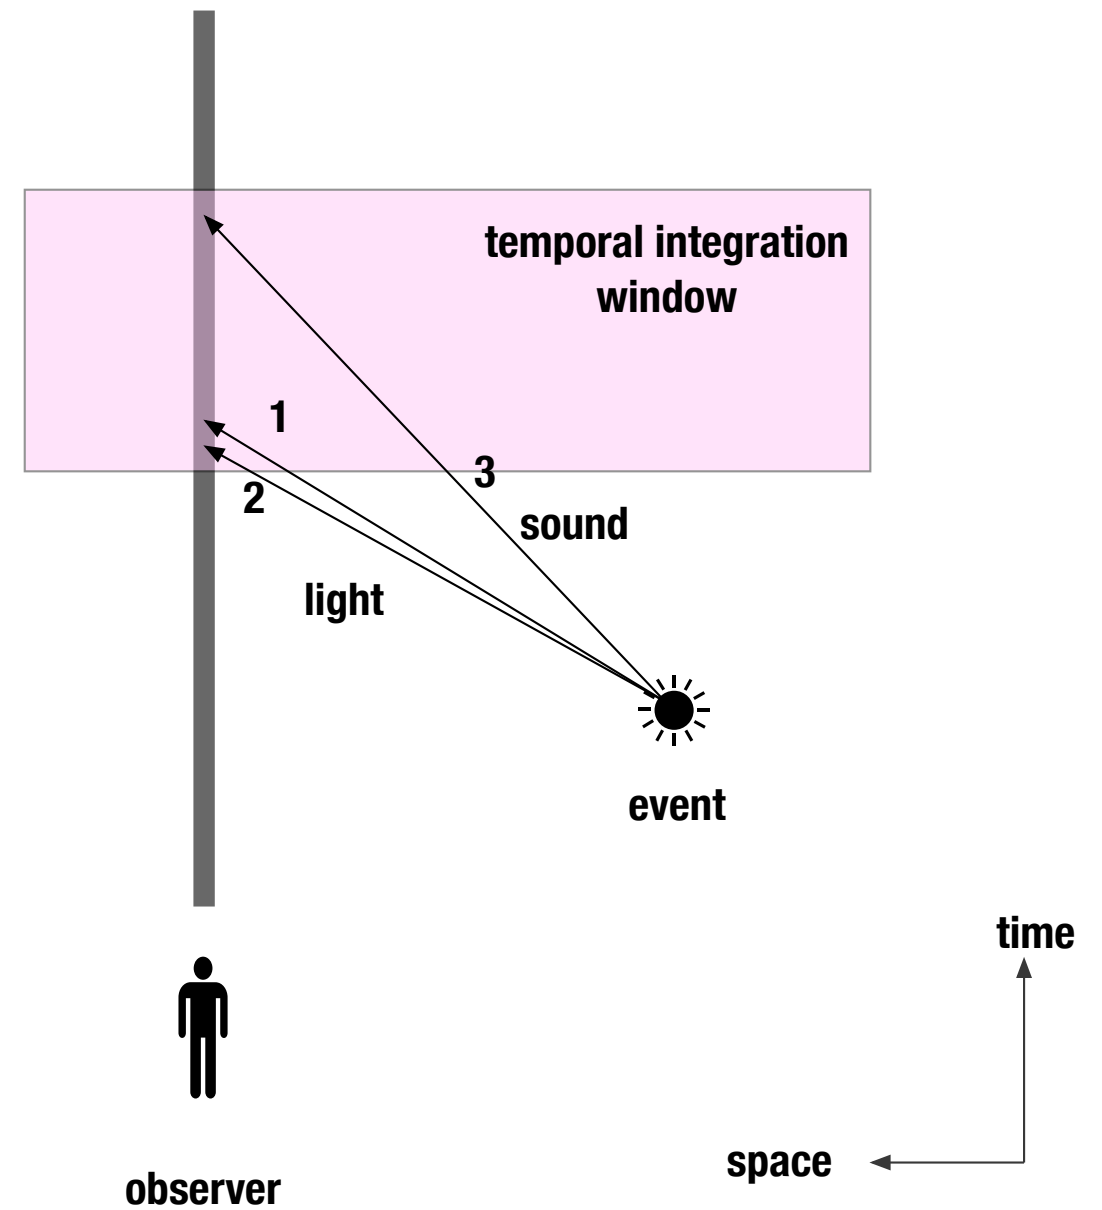 temporal integration
window
1
3
2
sound
light
event
time
space
observer